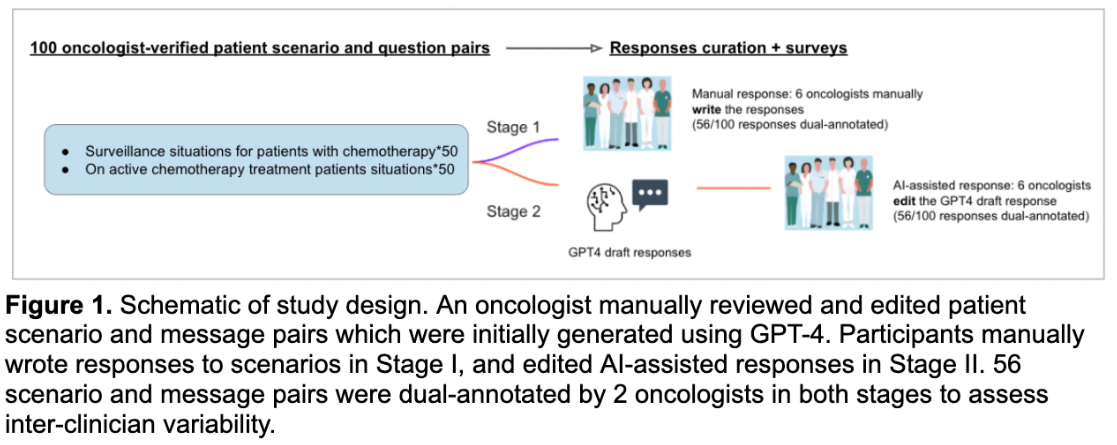 100 oncologist-verified patient scenario and question pairs
Responses curation + surveys
Surveillance situations for patients with chemotherapy*50
On active chemotherapy treatment patients situations*50
Stage 1
Manual response: 6 oncologists manually
write the responses
(56/100 responses dual-annotated)
Stage 2
GPT4 draft responses
AI-assisted response: 6 oncologists
edit the GPT4 draft response
(56/100 responses dual-annotated)
Figure 1. Schematic of study design. An oncologist manually reviewed and edited patient
scenario and message pairs which were initially generated using GPT-4. Participants manually
wrote responses to scenarios in Stage I, and edited AI-assisted responses in Stage II. 56
scenario and message pairs were dual-annotated by 2 oncologists in both stages to assess
inter-clinician variability.